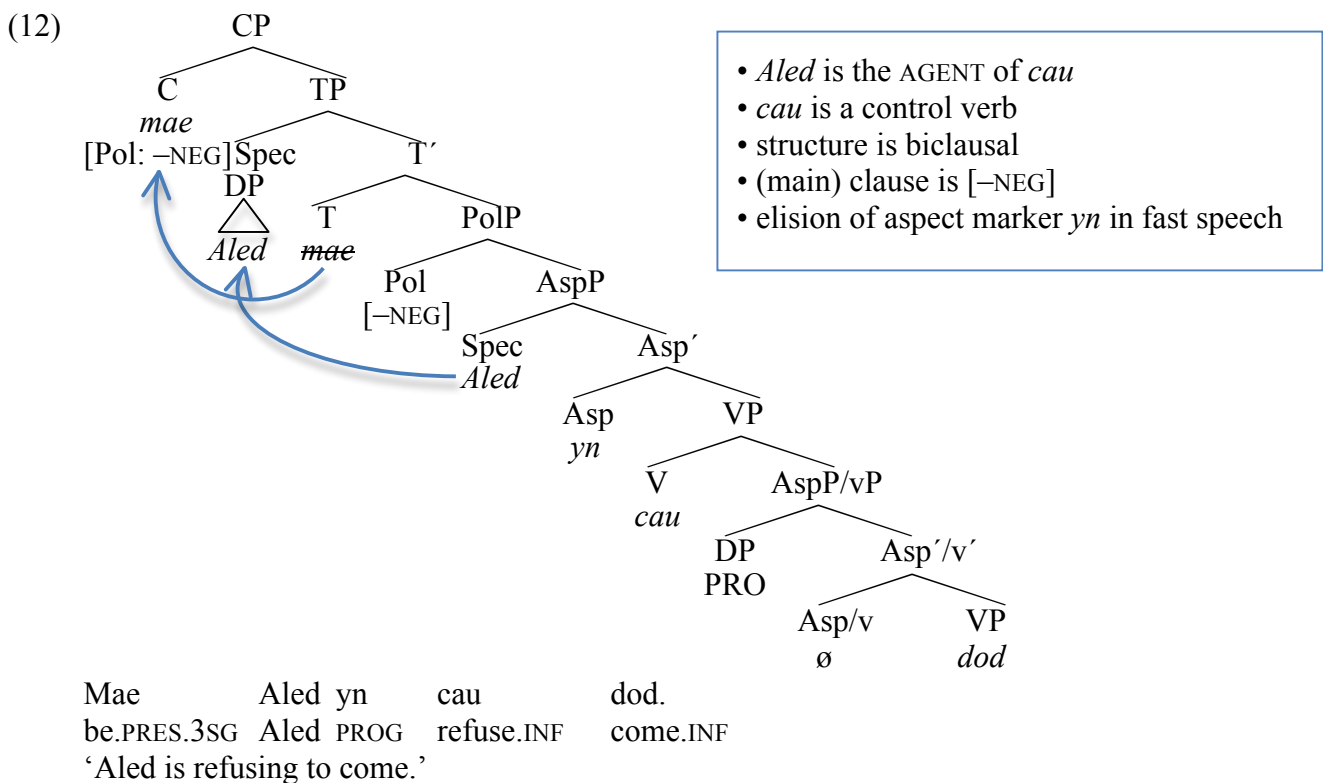 (12)
CP
C TP
mae
[Pol: –NEG] Spec T´
DP
T PolP
Aled mae
Pol AspP
[–NEG]
Spec Asp´
Aled
Asp VP
yn
V AspP/vP
cau
DP Asp´/v´
PRO
Asp/v VP
ø dod
• Aled is the AGENT of cau
• cau is a control verb
• structure is biclausal
• (main) clause is [–NEG]
• elision of aspect marker yn in fast speech
Mae Aled yn cau dod.
be.PRES.3SG Aled PROG refuse.INF come.INF
‘Aled is refusing to come.’